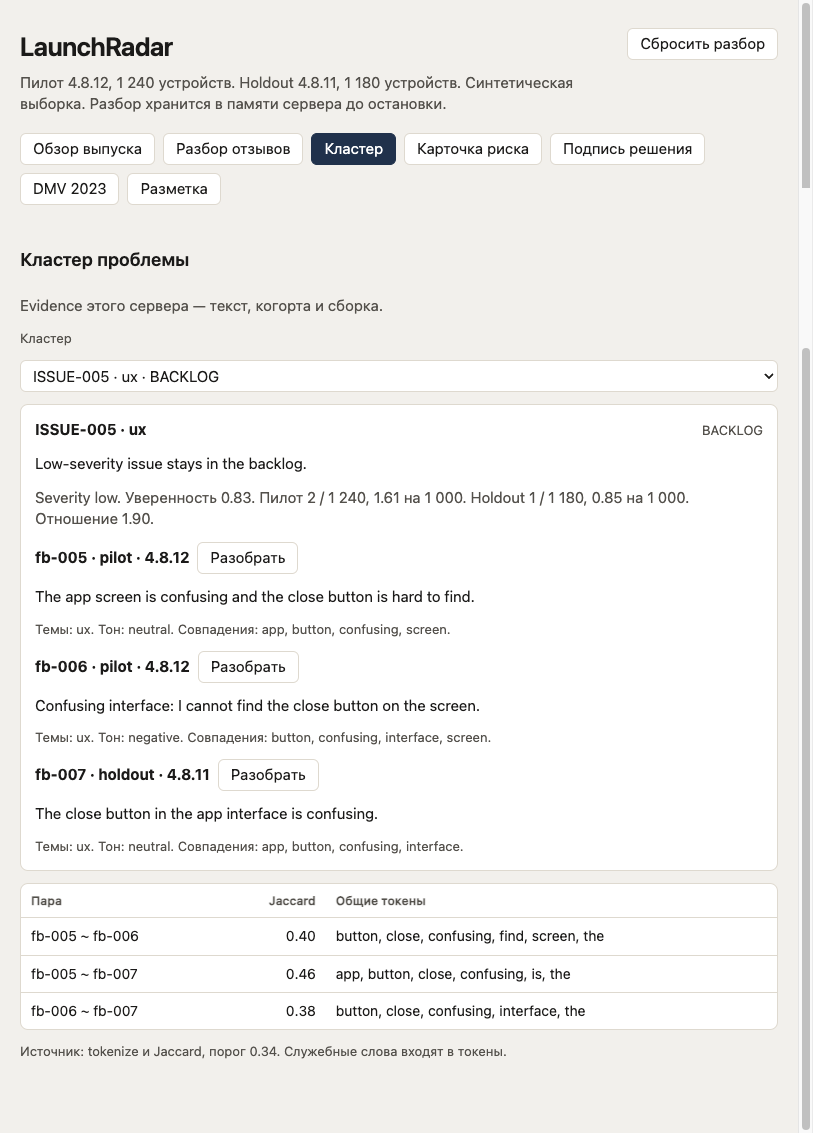 LaunchRadar
Сбросить разбор
Пилот 4.8.12, 1 240 устройств. Holdout 4.8.11, 1 180 устройств. Синтетическая
выборка. Разбор хранится в памяти сервера до остановки.
Обзор выпуска
Разбор отзывов
Кластер
Карточка риска
Подпись решения
DMV 2023
Разметка
Кластер проблемы
Evidence этого сервера — текст, когорта и сборка.
Кластер
ISSUE-005 · ux · BACKLOG
ISSUE-005 · ux
BACKLOG
Low-severity issue stays in the backlog.
Severity low. Уверенность 0.83. Пилот 2 / 1 240, 1.61 на 1 000. Holdout 1 / 1 180, 0.85 на 1 000.
Отношение 1.90.
fb-005 · pilot · 4.8.12 Разобрать
The app screen is confusing and the close button is hard to find.
Темы: ux. Тон: neutral. Совпадения: app, button, confusing, screen.
fb-006 · pilot · 4.8.12 Разобрать
Confusing interface: I cannot find the close button on the screen.
Темы: ux. Тон: negative. Совпадения: button, confusing, interface, screen.
fb-007 · holdout · 4.8.11 Разобрать
The close button in the app interface is confusing.
Темы: ux. Тон: neutral. Совпадения: app, button, confusing, interface.
Пара Jaccard Общие токены
fb-005 ~ fb-006 0.40 button, close, confusing, find, screen, the
fb-005 ~ fb-007 0.46 app, button, close, confusing, is, the
fb-006 ~ fb-007 0.38 button, close, confusing, interface, the
Источник: tokenize и Jaccard, порог 0.34. Служебные слова входят в токены.